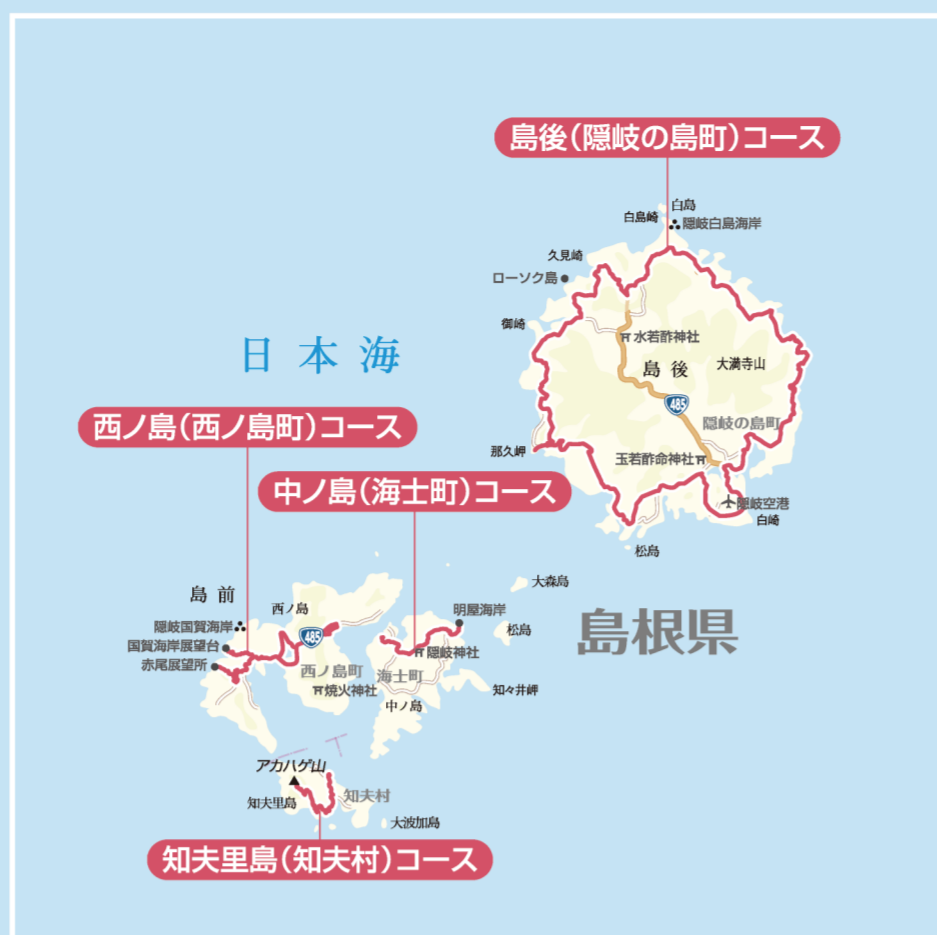 島後（隠岐の島町）コース
白島
白島崎
隠岐白島海岸
久見崎
ローソク島
御崎
水若酢神社
日本海
島後
大満寺山
485
西ノ島（西ノ島町）コース
隠岐の島町
那久岬
玉若酢命神社
中ノ島（海士町）コース
隠岐空港
白崎
松島
大森島
島前
西ノ島
明屋海岸
隠岐国賀海岸
485
松島
島根県
国賀海岸展望台
隠岐神社
赤尾展望所
西ノ島町
海士町
焼火神社
知々井岬
中ノ島
アカハゲ山
知夫里島
知夫村
大波加島
知夫里島（知夫村）コース